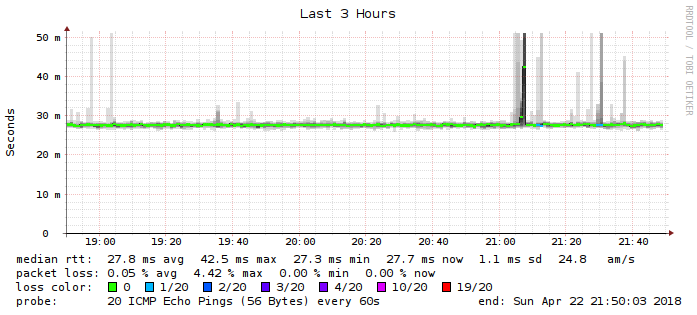 Last 3 Hours
RRDTOOL / TOBI OETIKER
Seconds
50 m
40 m
30 m
20 m
10 m
0
19:00 19:20 19:40 20:00 20:20 20:40 21:00 21:20 21:40
median rtt: 27.8 ms avg 42.5 ms max 27.3 ms min 27.7 ms now 1.1 ms sd 24.8 am/s
packet loss: 0.05 % avg 4.42 % max 0.00 % min 0.00 % now
loss color: 0 1/20 2/20 3/20 4/20 10/20 19/20
probe: 20 ICMP Echo Pings (56 Bytes) every 60s end: Sun Apr 22 21:50:03 2018